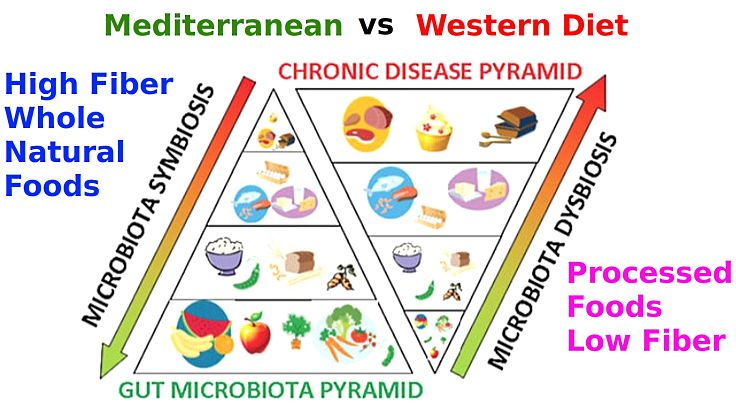 Mediterranean vs Western Diet
High Fiber
Whole
Natural
Foods
CHRONIC DISEASE PYRAMID
MICROBIOTA SYMBIOSIS
MICROBIOTA DYSBIOSIS
Processed
Foods
Low Fiber
GUT MICROBIOTA PYRAMID